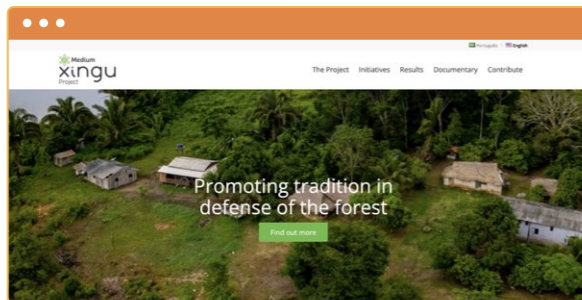 Português
English
Medium
xingu
Project
The Project
Initiatives
Results
Documentary
Contribute
Promoting tradition in
defense of the forest
Find out more